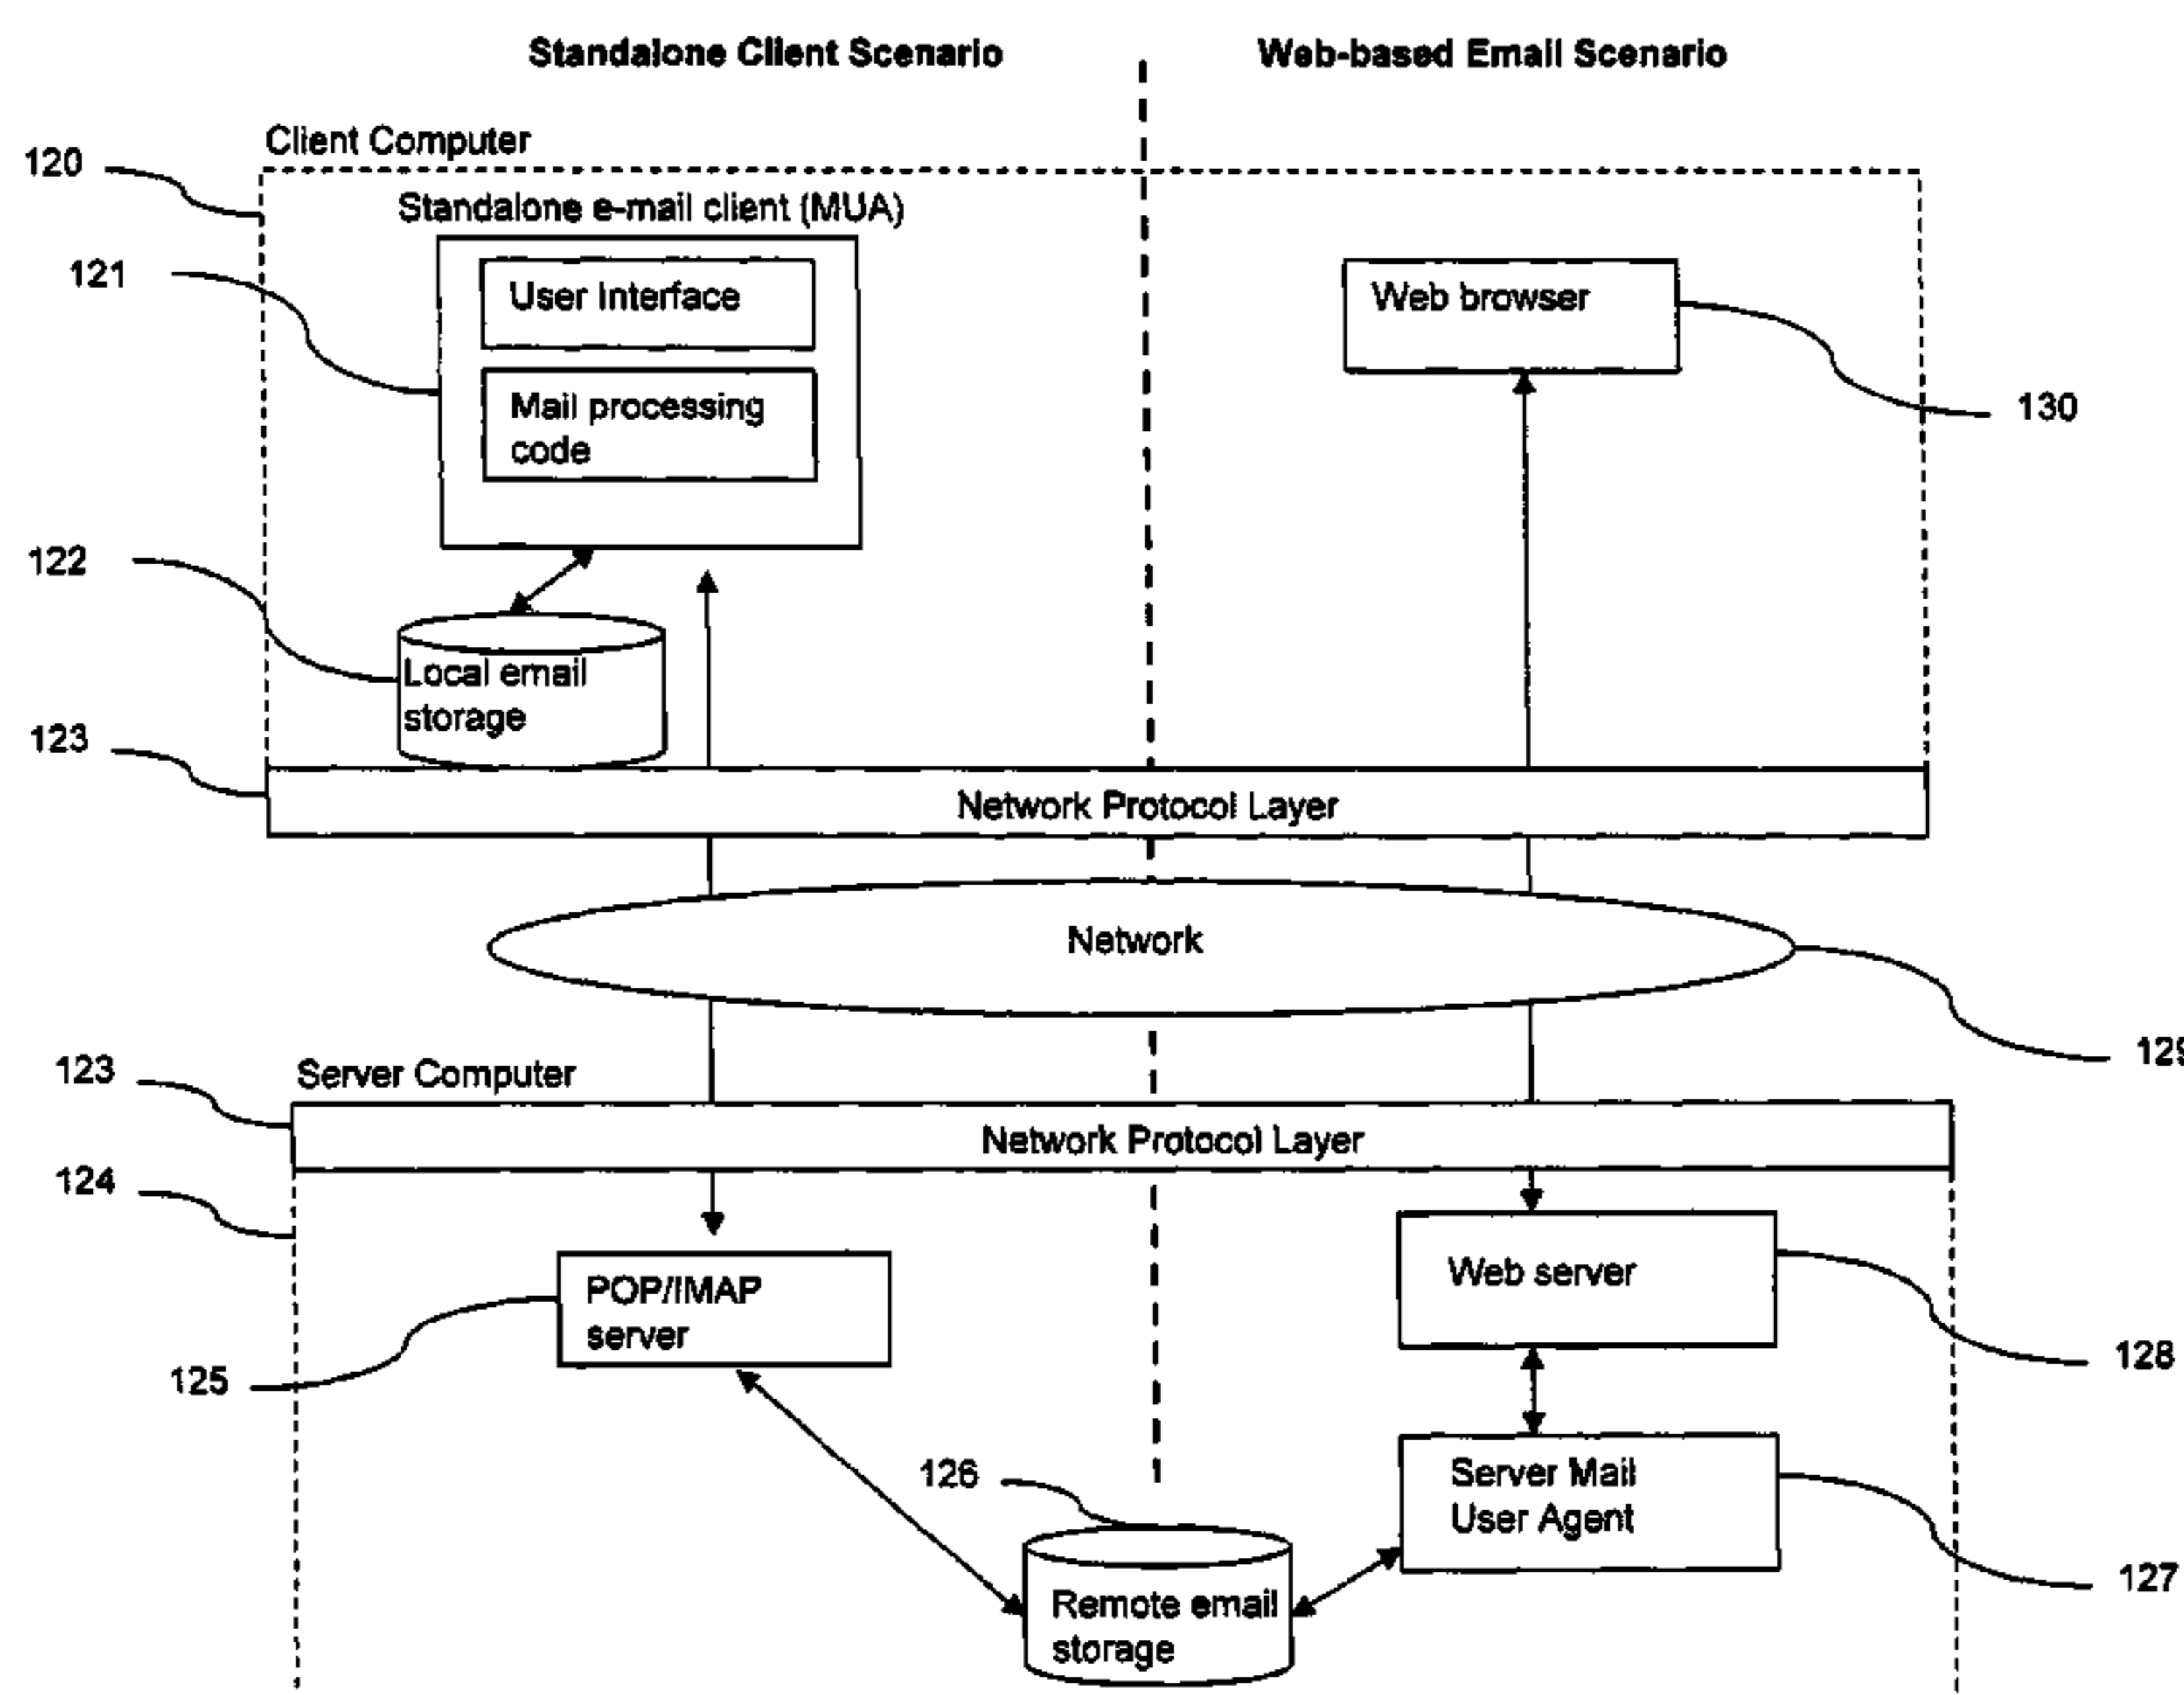 Standalone Client Scenario
Web-based Email Scenario
Client Computer
120
Standalone e-mail client (MUA)
121
User Interface
Web browser
Mail processing
code
130
122
Local email
storage
123
Network Protocol Layer
Network
129
123
Server Computer
Network Protocol Layer
124
POP/IMAP
server
Web server
125
128
126
Server Mail
User Agent
127
Remote email
storage